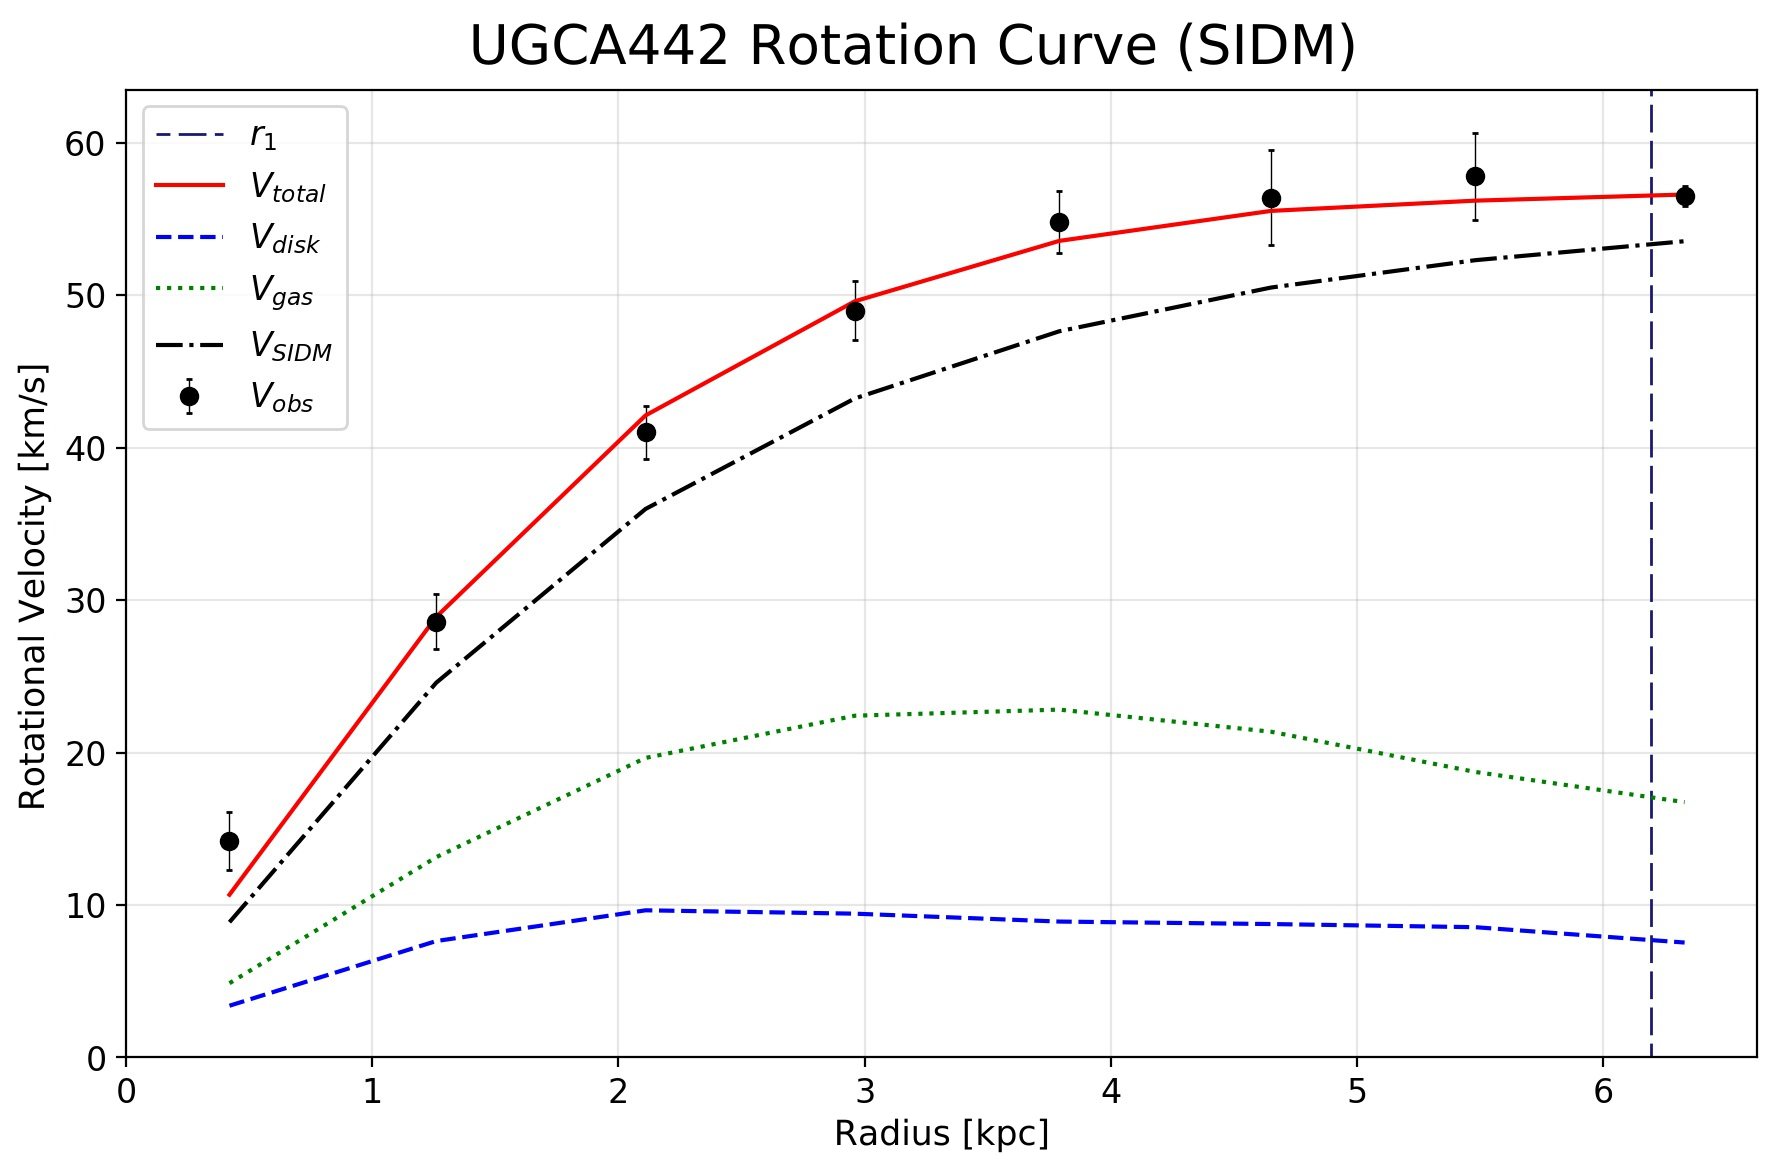 UGCA442 Rotation Curve (SIDM)
r1
Vtotal
Vdisk
Vgas
VSIDM
Vobs
Rotational Velocity [km/s]
60
50
40
30
20
10
0
0 1 2 3 4 5 6
Radius [kpc]